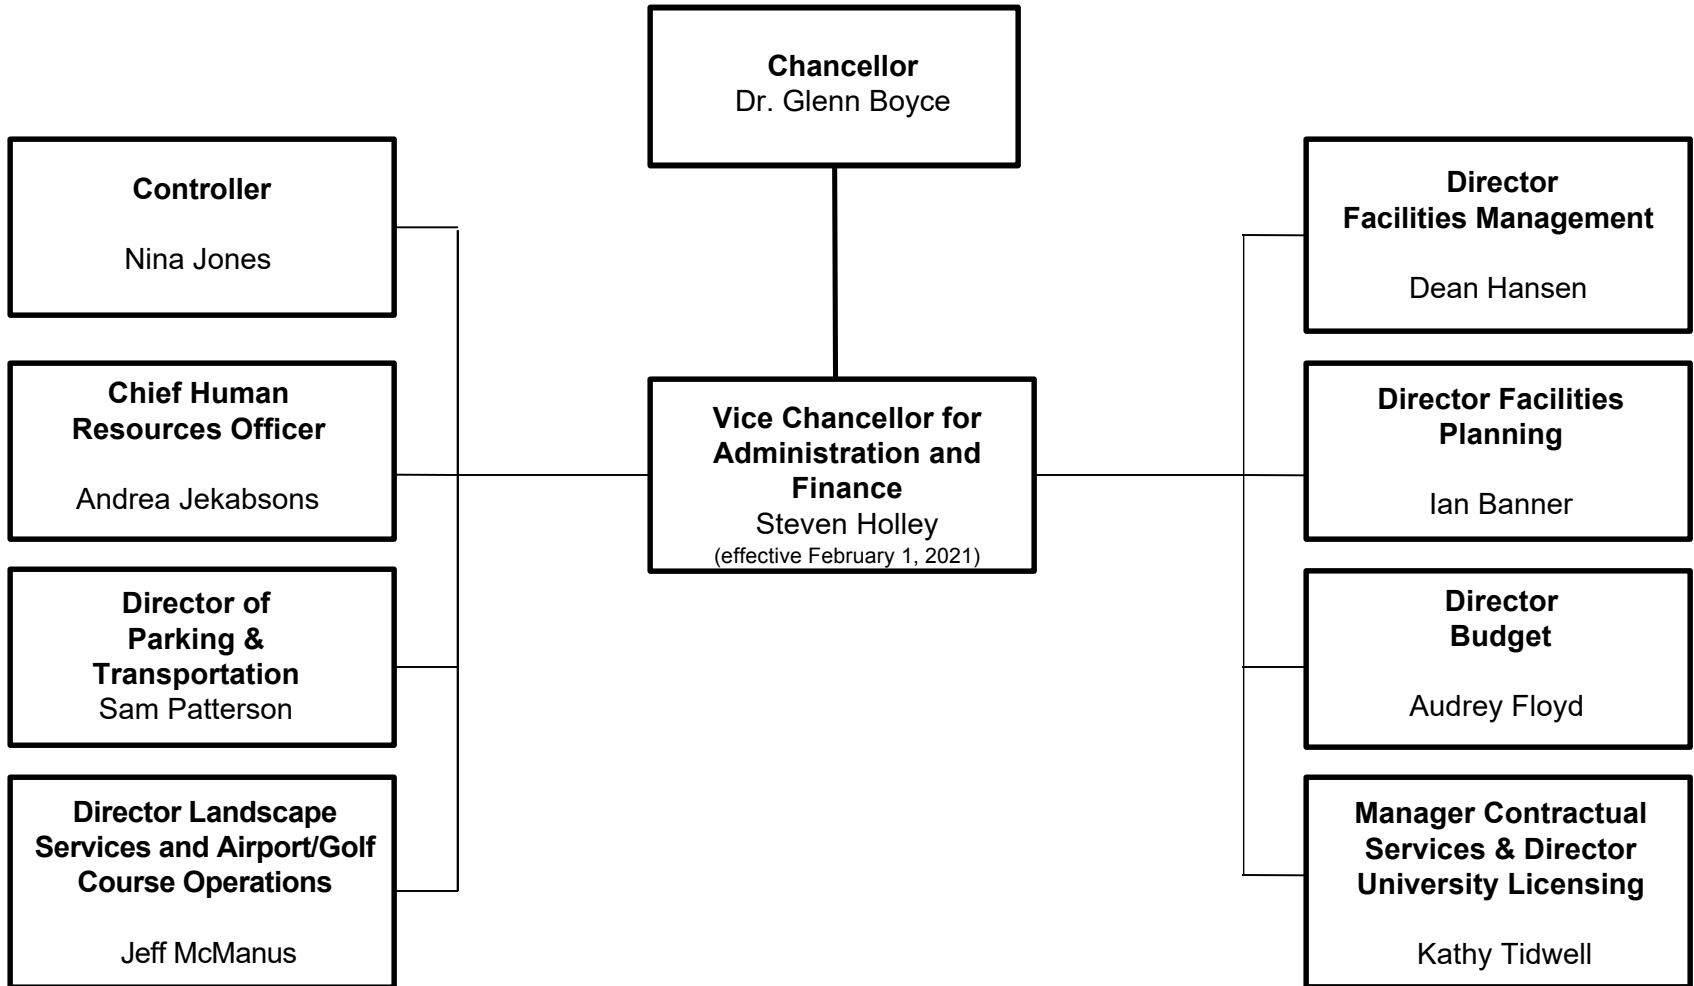 Chancellor
Dr. Glenn Boyce
Controller
Nina Jones
Chief Human
Resources Officer
Andrea Jekabsons
Director of
Parking &
Transportation
Sam Patterson
Director Landscape
Services and Airport/Golf
Course Operations
Jeff McManus
Vice Chancellor for
Administration and
Finance
Steven Holley
(effective February 1, 2021)
Director
Facilities Management
Dean Hansen
Director Facilities
Planning
Ian Banner
Director
Budget
Audrey Floyd
Manager Contractual
Services & Director
University Licensing
Kathy Tidwell